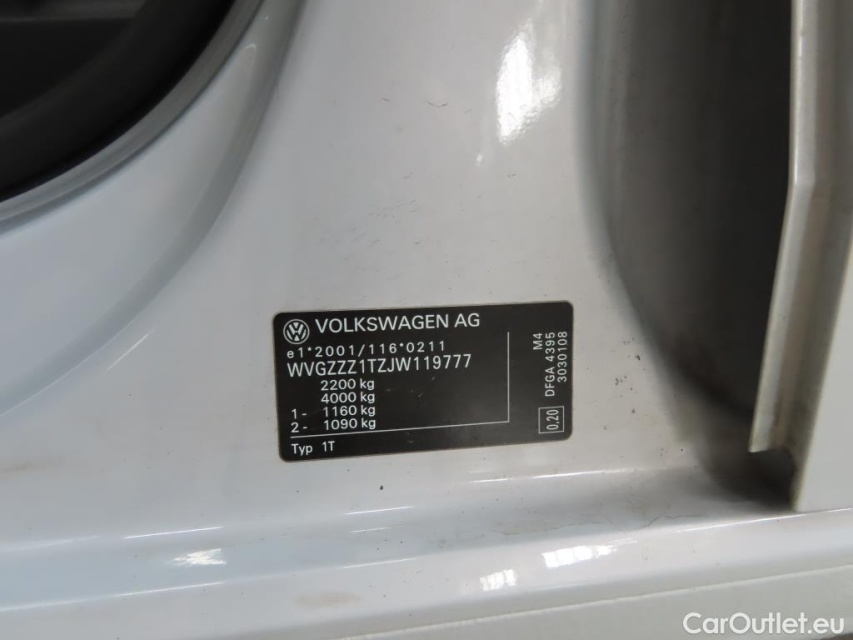 VOLKSWAGEN AG
e1*2001/116*0211
WVGZZZ1TZJW119777
2200 kg
4000 kg
1- 1160 kg
2- 1090 kg
Typ 1T
M4
DFGA 4395
3030108
0.20
CarOutlet.eu